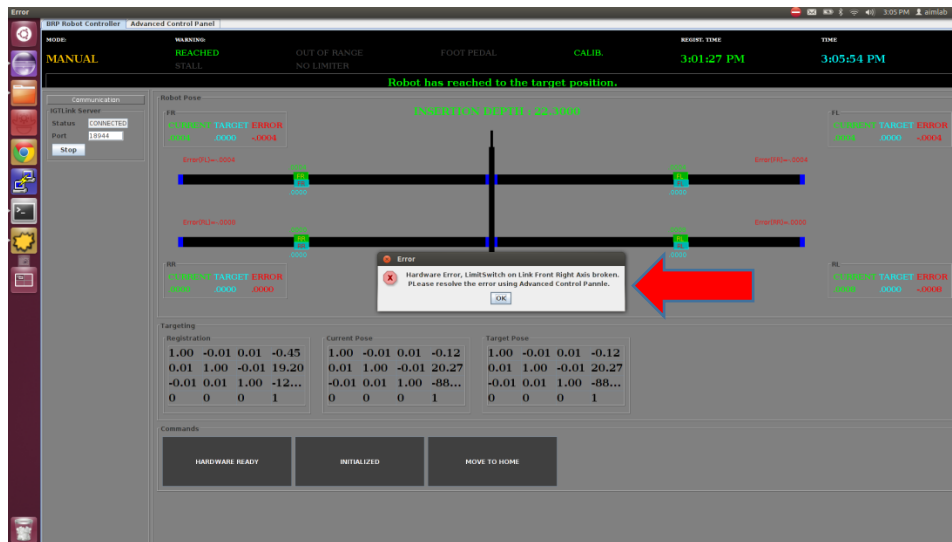 Error
3:05 PM aimlab
BRP Robot Controller Advanced Control Panel
MODE: WARNING: REGIST. TIME TIME
MANUAL REACHED OUT OF RANGE FOOT PEDAL CALIB. 3:01:27 PM 3:05:54 PM
STALL NO LIMITER
Robot has reached to the target position.
Communication
IGTLink Server
Status CONNECTED
Port 18944
Stop
Robot Pose
INSERTION DEPTH : 22.3000
FR
CURRENT TARGET ERROR
.0004 .0000 -.0004
FL
CURRENT TARGET ERROR
.0004 .0000 -.0004
Error(FL)=-.0004
Error(FR)=-.0004
FR
FL
.0000
.0000
Error(RL)=-.0000
Error(RR)=.0000
RR
RL
RR
CURRENT TARGET ERROR
.0000 .0000 .0000
RL
CURRENT TARGET ERROR
.0000 .0000 -.0000
Error
Hardware Error, LimitSwitch on Link Front Right Axis broken.
PLease resolve the error using Advanced Control Pannle.
OK
Targeting
Registration
1.00 -0.01 0.01 -0.45
0.01 1.00 -0.01 19.20
-0.01 0.01 1.00 -12...
0 0 0 1
Current Pose
1.00 -0.01 0.01 -0.12
0.01 1.00 -0.01 20.27
-0.01 0.01 1.00 -88...
0 0 0 1
Target Pose
1.00 -0.01 0.01 -0.12
0.01 1.00 -0.01 20.27
-0.01 0.01 1.00 -88...
0 0 0 1
Commands
HARDWARE READY INITIALIZED MOVE TO HOME